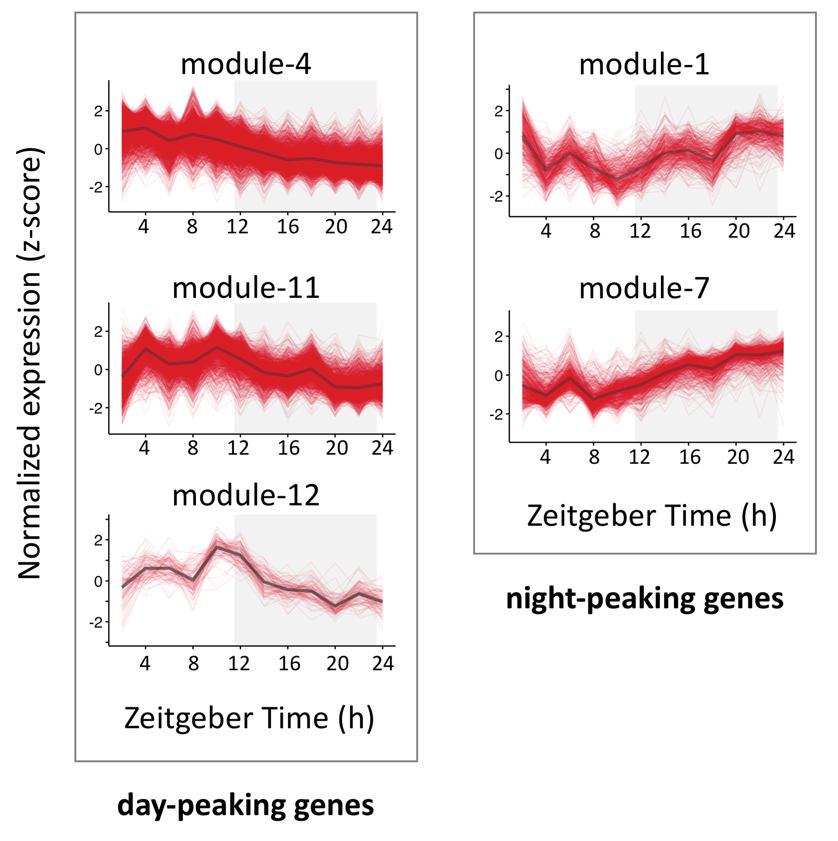 Normalized expression (z-score)
module-4
2
0
-2
4 8 12 16 20 24
module-11
2
0
-2
4 8 12 16 20 24
module-12
2
0
-2
4 8 12 16 20 24
Zeitgeber Time (h)
day-peaking genes
module-1
2
0
-2
4 8 12 16 20 24
module-7
2
0
-2
4 8 12 16 20 24
Zeitgeber Time (h)
night-peaking genes